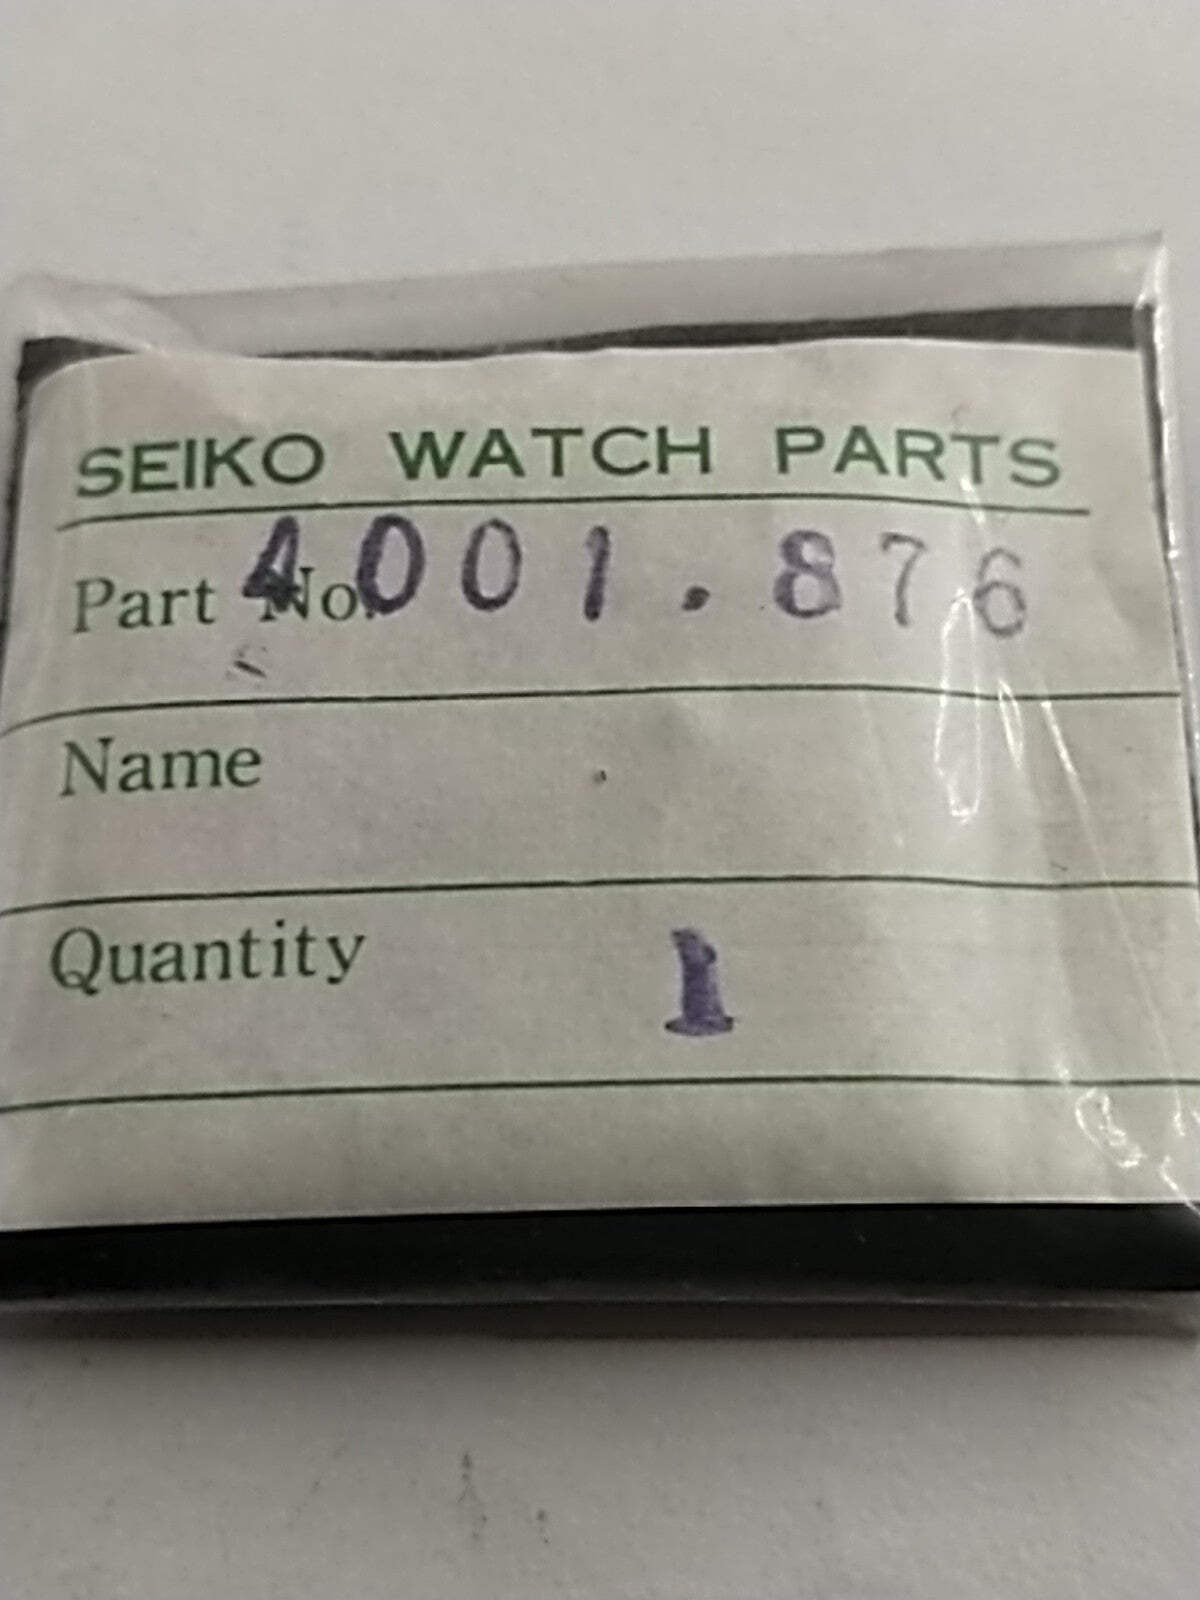 SEIKO WATCH PARTS
Part No. 4001.876
Name
Quantity 1